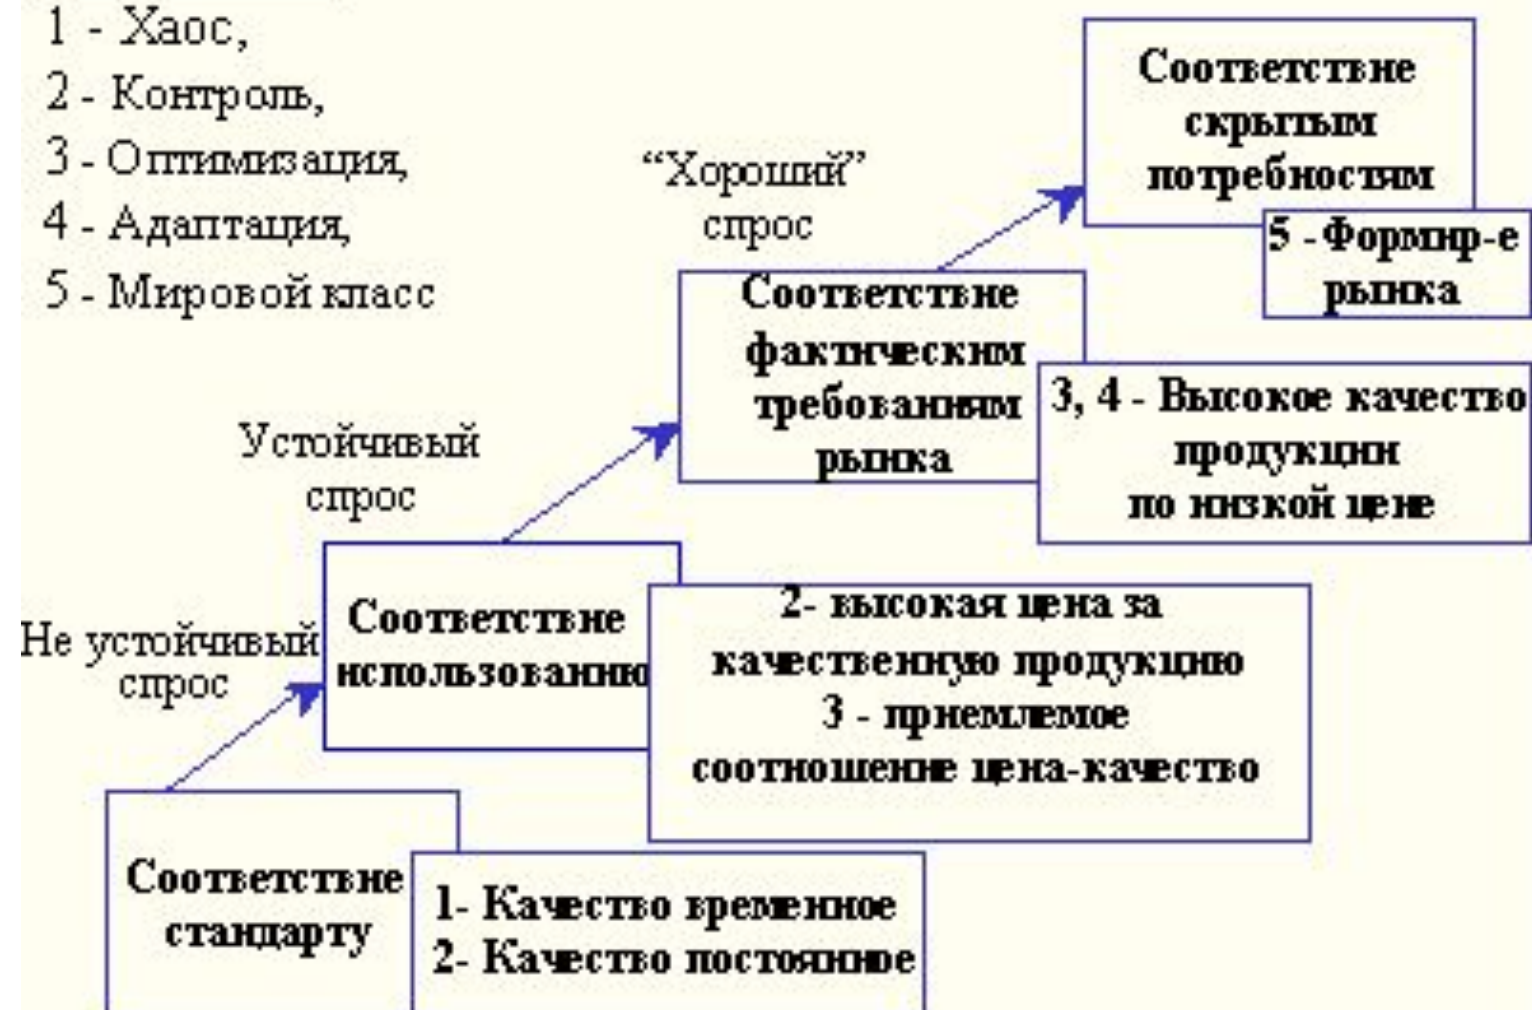 1 - Хаос,
2 - Контроль,
3 - Оптимизация,
4 - Адаптация,
5 - Мировой класс
Соответствие
скрытым
потребностям
5 -Формир-е
рынка
“Хороший”
спрос
Соответствие
фактическим
требованиям
рынка
3, 4 - Высокое качество
продукции
по низкой цене
Устойчивый
спрос
Соответствие
использованию
2- высокая цена за
качественную продукцию
3 - приемлемое
соотношение цена-качество
Не устойчивый
спрос
Соответствие
стандарту
1- Качество временное
2- Качество постоянное